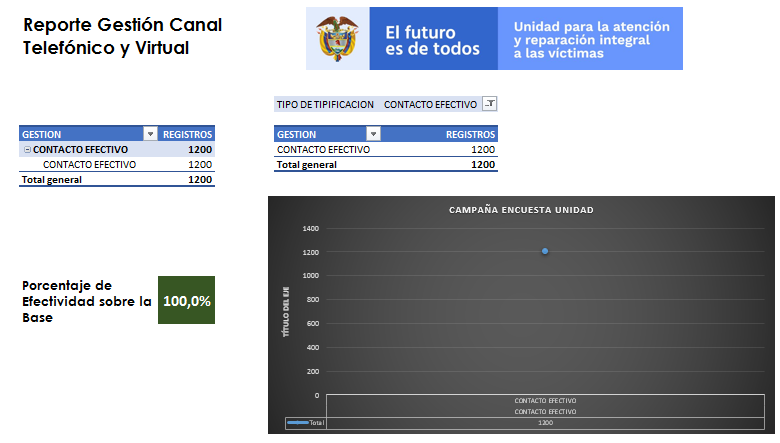 Reporte Gestión Canal
Telefónico y Virtual
El futuro
es de todos
Unidad para la atención
y reparación integral
a las víctimas
TIPO DE TIPIFICACION CONTACTO EFECTIVO
GESTION REGISTROS
CONTACTO EFECTIVO 1200
CONTACTO EFECTIVO 1200
Total general 1200
GESTION REGISTROS
CONTACTO EFECTIVO 1200
Total general 1200
Porcentaje de
Efectividad sobre la
Base
100,0%
CAMPAÑA ENCUESTA UNIDAD
TÍTULO DEL EJE
1400
1200
1000
800
600
400
200
0
CONTACTO EFECTIVO
CONTACTO EFECTIVO
Total 1200